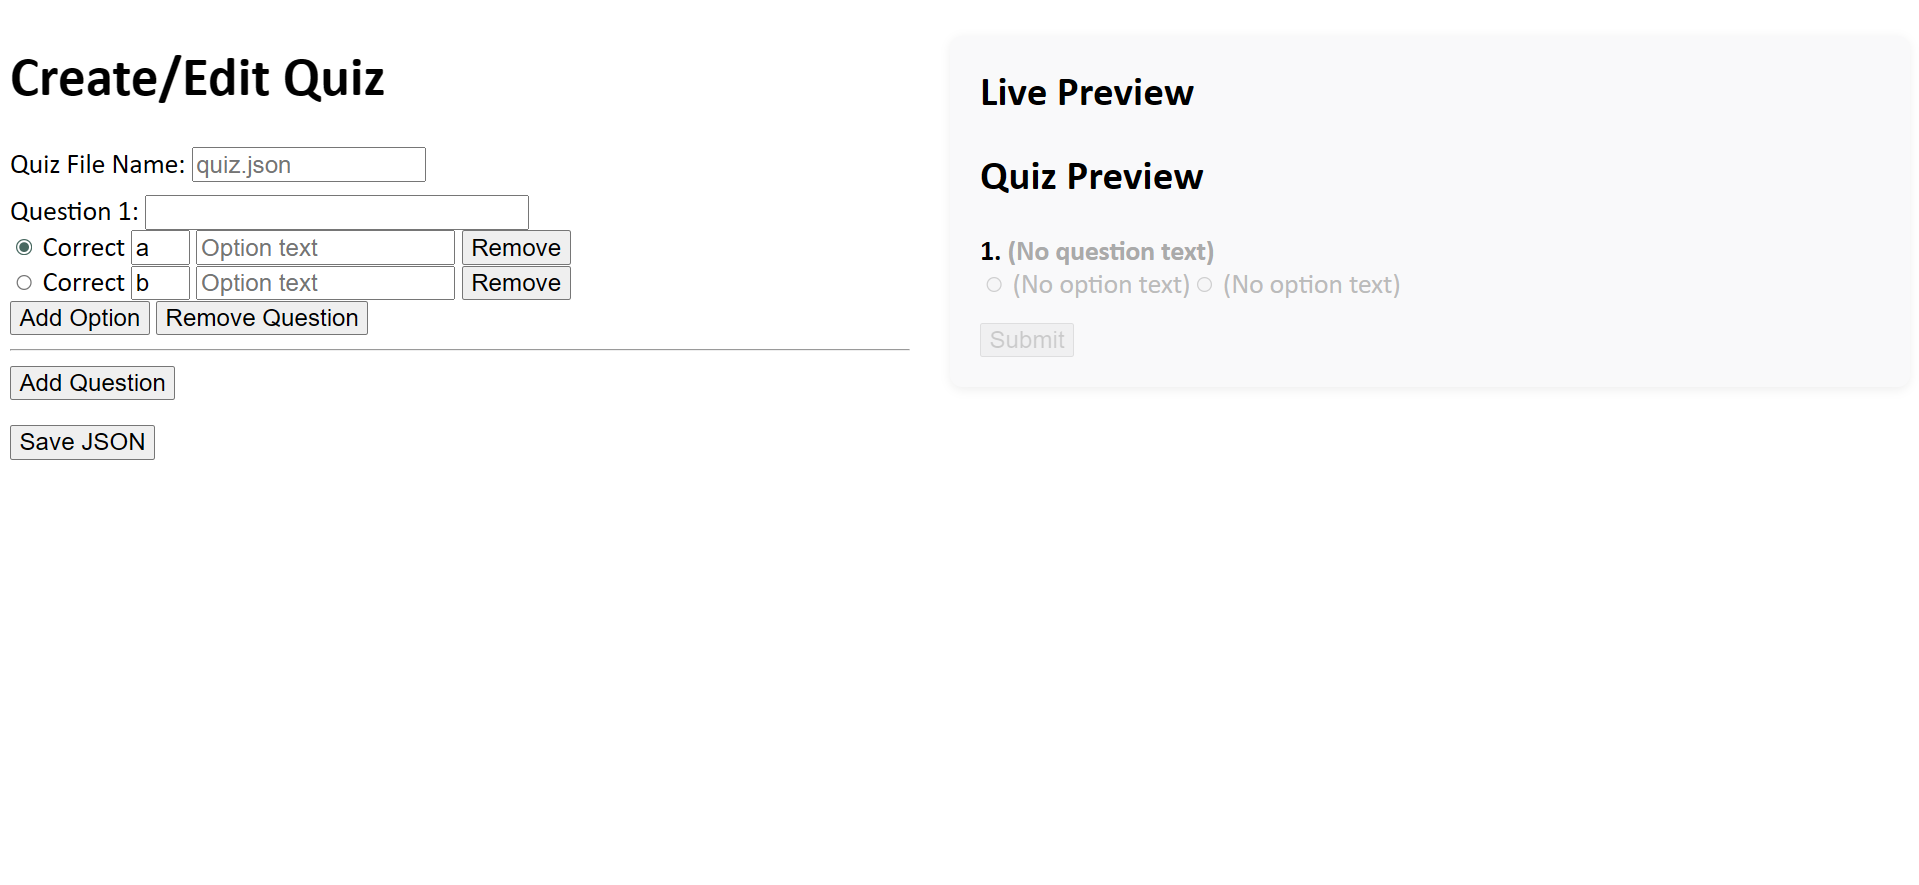 Create/Edit Quiz
Quiz File Name: quiz.json
Question 1:
Correct a Option text Remove
Correct b Option text Remove
Add Option Remove Question
Add Question
Save JSON
Live Preview
Quiz Preview
1. (No question text)
(No option text) (No option text)
Submit